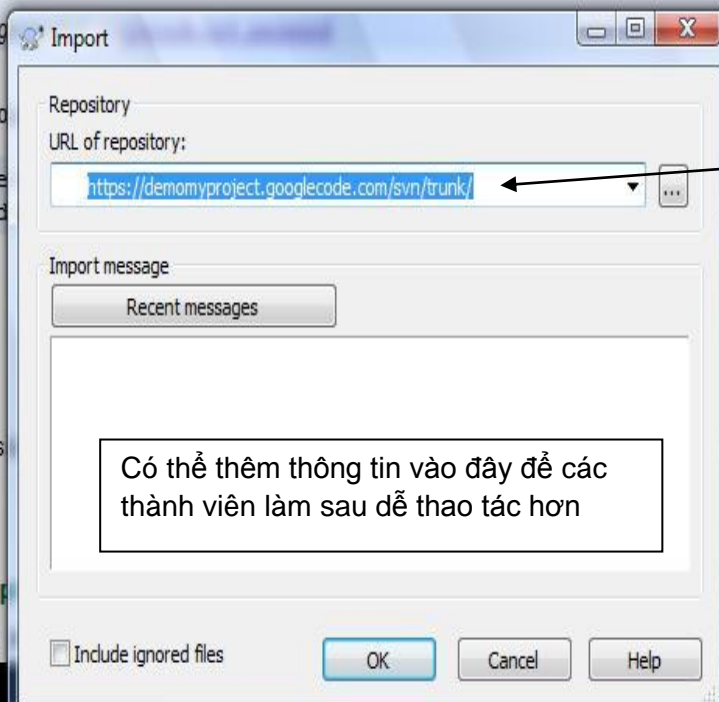 Import
Repository
URL of repository:
https://demomyproject.googlecode.com/svn/trunk/
...
Import message
Recent messages
Có thể thêm thông tin vào đây để các
thành viên làm sau dễ thao tác hơn
Include ignored files
OK
Cancel
Help